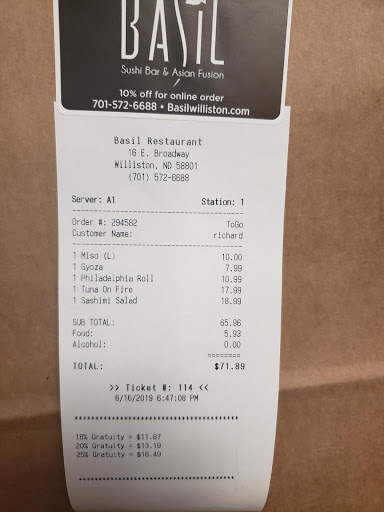 BASIL
Sushi Bar & Asian Fusion
10% off for online order
701-572-6688 • Basilwilliston.com
Basil Restaurant
16 E. Broadway
Williston, ND 58801
(701) 572-6688
Server: A1 Station: 1
Order #: 294582 ToGo
Customer Name: richard
1 Miso (L) 10.00
1 Gyoza 7.99
1 Philadelphia Roll 10.99
1 Tuna On Fire 17.99
1 Sashimi Salad 18.99
SUB TOTAL: 65.96
Food: 5.93
Alcohol: 0.00
========
TOTAL: $71.89
>> Ticket #: 114 <<
6/16/2019 6:47:08 PM
18% Gratuity = $11.87
20% Gratuity = $13.19
25% Gratuity = $16.49